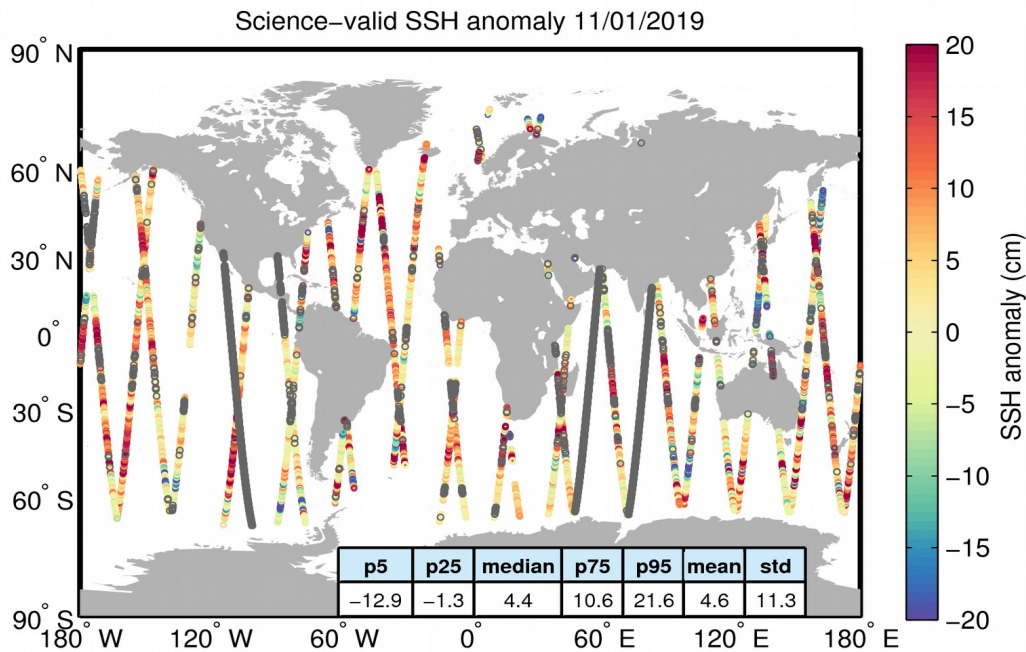 Science−valid SSH anomaly 11/01/2019
90° N
60° N
30° N
0°
30° S
60° S
90° S
180° W
120° W
60° W
0°
60° E
120° E
180° E
p5 p25 median p75 p95 mean std
−12.9 −1.3 4.4 10.6 21.6 4.6 11.3
20
15
10
5
0
−5
−10
−15
−20
SSH anomaly (cm)